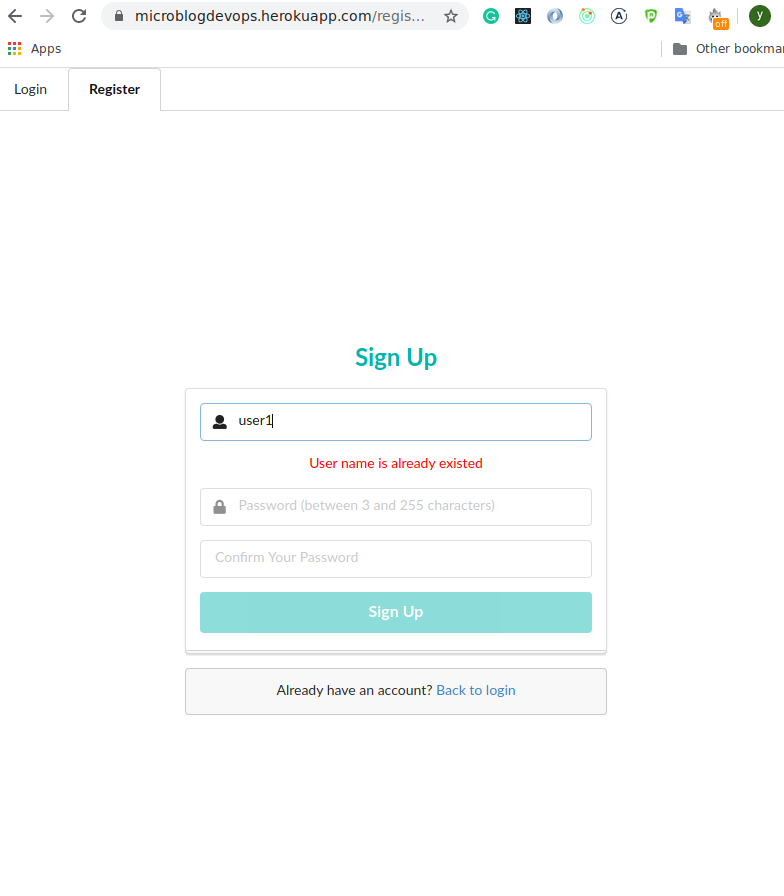 microblogdevops.herokuapp.com/regis...
G
A
P
G
off
y
Apps
Other bookmar
Login
Register
Sign Up
user1
User name is already existed
Password (between 3 and 255 characters)
Confirm Your Password
Sign Up
Already have an account? Back to login